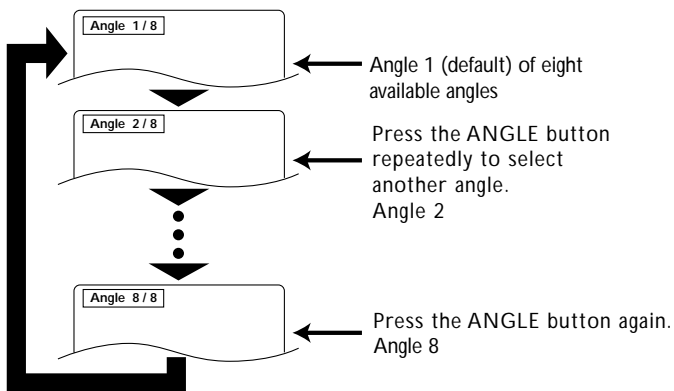 Angle 1/8
Angle 1 (default) of eight
available angles
Angle 2/8
Press the ANGLE button
repeatedly to select
another angle.
Angle 2
Angle 8/8
Press the ANGLE button again.
Angle 8